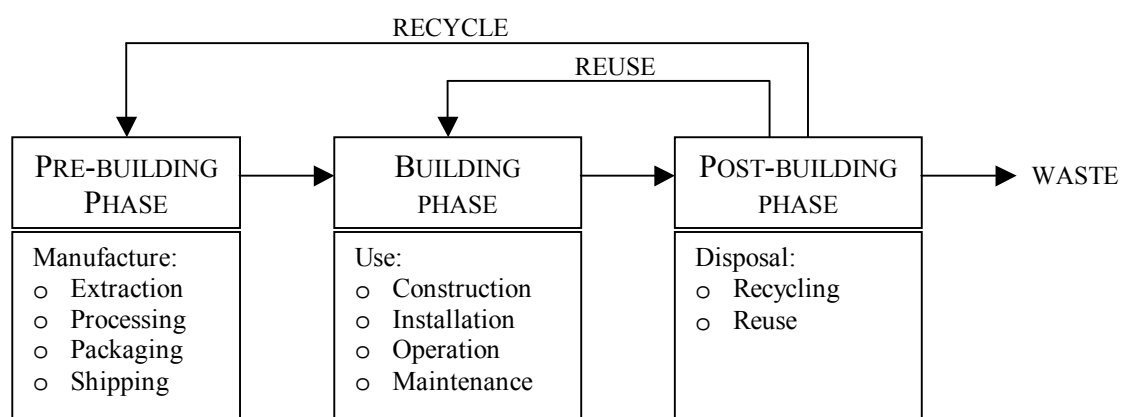 RECYCLE
REUSE
PRE-BUILDING
PHASE
BUILDING
PHASE
POST-BUILDING
PHASE
WASTE
Manufacture:
o Extraction
o Processing
o Packaging
o Shipping
Use:
o Construction
o Installation
o Operation
o Maintenance
Disposal:
o Recycling
o Reuse